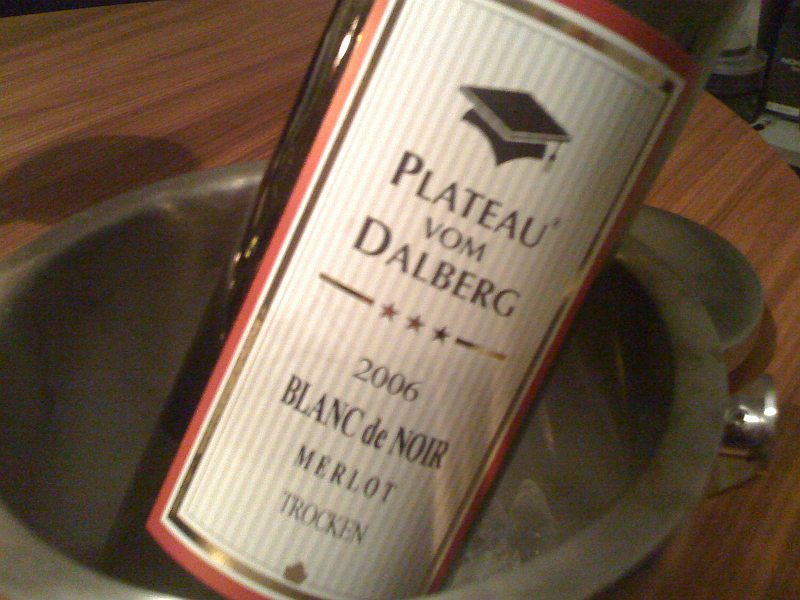 PLATEAU®
VOM
DALBERG
2006
BLANC de NOIR
MERLOT
TROCKEN